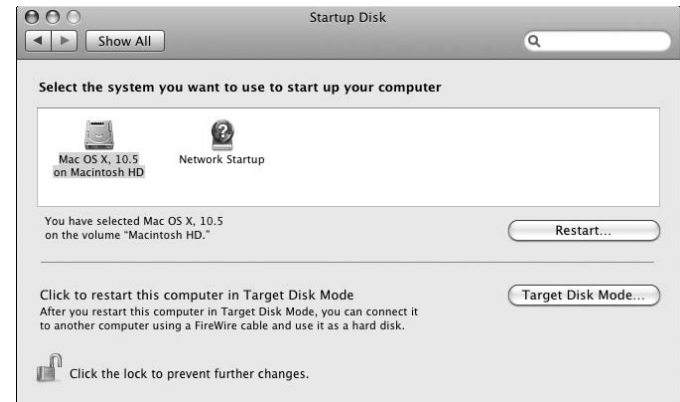 Startup Disk
Show All
Select the system you want to use to start up your computer
Mac OS X, 10.5
on Macintosh HD
Network Startup
You have selected Mac OS X, 10.5
on the volume “Macintosh HD.”
Restart...
Click to restart this computer in Target Disk Mode
After you restart this computer in Target Disk Mode, you can connect it
to another computer using a FireWire cable and use it as a hard disk.
Target Disk Mode...
Click the lock to prevent further changes.